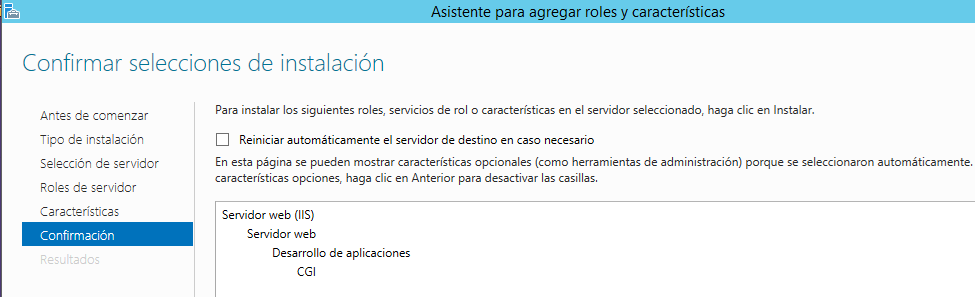 Asistente para agregar roles y características
Confirmar selecciones de instalación
Antes de comenzar
Tipo de instalación
Selección de servidor
Roles de servidor
Características
Confirmación
Resultados
Para instalar los siguientes roles, servicios de rol o características en el servidor seleccionado, haga clic en Instalar.
Reiniciar automáticamente el servidor de destino en caso necesario
En esta página se pueden mostrar características opcionales (como herramientas de administración) porque se seleccionaron automáticamente.
características opciones, haga clic en Anterior para desactivar las casillas.
Servidor web (IIS)
Servidor web
Desarrollo de aplicaciones
CGI